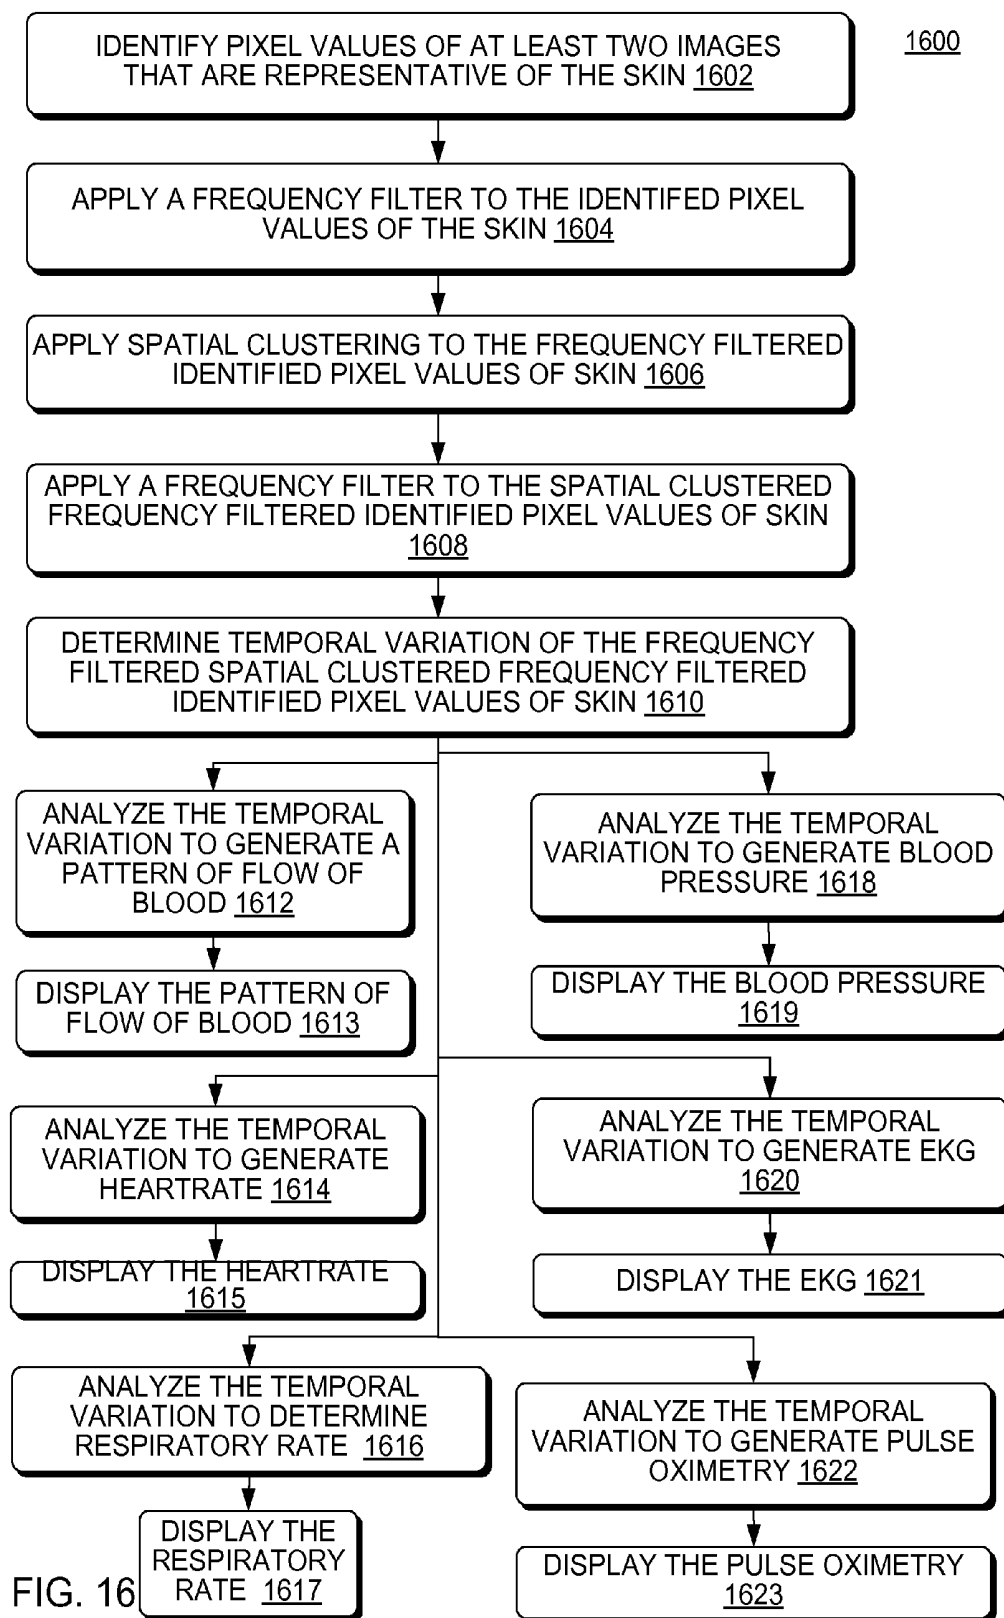 IDENTIFY PIXEL VALUES OF AT LEAST TWO IMAGES
THAT ARE REPRESENTATIVE OF THE SKIN 1602
1600
APPLY A FREQUENCY FILTER TO THE IDENTIFED PIXEL
VALUES OF THE SKIN 1604
APPLY SPATIAL CLUSTERING TO THE FREQUENCY FILTERED
IDENTIFIED PIXEL VALUES OF SKIN 1606
APPLY A FREQUENCY FILTER TO THE SPATIAL CLUSTERED
FREQUENCY FILTERED IDENTIFIED PIXEL VALUES OF SKIN
1608
DETERMINE TEMPORAL VARIATION OF THE FREQUENCY
FILTERED SPATIAL CLUSTERED FREQUENCY FILTERED
IDENTIFIED PIXEL VALUES OF SKIN 1610
ANALYZE THE TEMPORAL
VARIATION TO GENERATE A
PATTERN OF FLOW OF
BLOOD 1612
DISPLAY THE PATTERN OF
FLOW OF BLOOD 1613
ANALYZE THE TEMPORAL
VARIATION TO GENERATE BLOOD
PRESSURE 1618
DISPLAY THE BLOOD PRESSURE
1619
ANALYZE THE TEMPORAL
VARIATION TO GENERATE
HEARTRATE 1614
DISPLAY THE HEARTRATE
1615
ANALYZE THE TEMPORAL
VARIATION TO GENERATE EKG
1620
DISPLAY THE EKG 1621
ANALYZE THE TEMPORAL
VARIATION TO DETERMINE
RESPIRATORY RATE 1616
DISPLAY THE
RESPIRATORY
RATE 1617
ANALYZE THE TEMPORAL
VARIATION TO GENERATE PULSE
OXIMETRY 1622
DISPLAY THE PULSE OXIMETRY
1623
FIG. 16